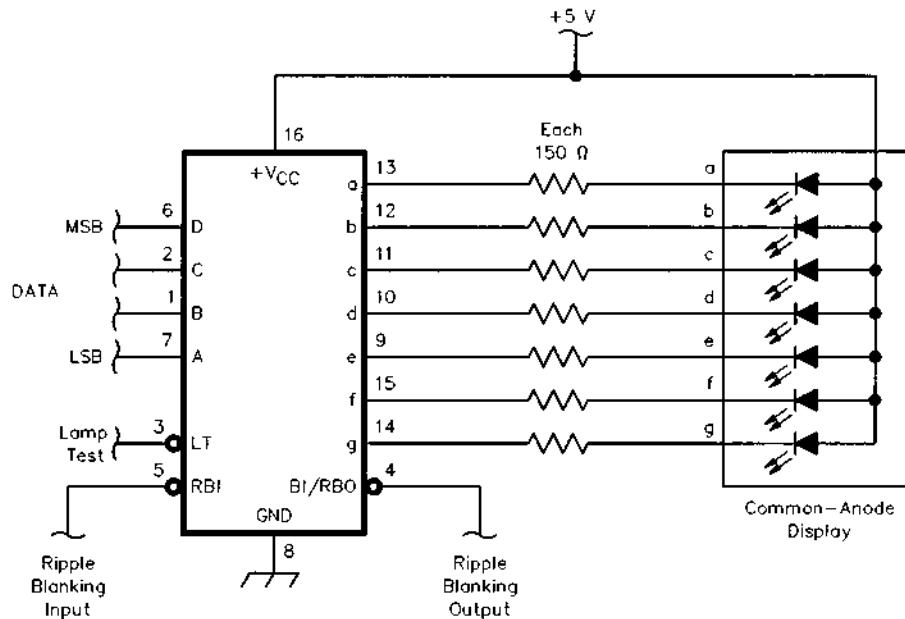 +5 V
16
+VCC
Each
150 Ω
13
a
a
MSB
6
D
12
b
b
2
C
11
c
c
DATA
1
B
10
d
d
LSB
7
A
9
e
e
15
f
f
Lamp
Test
3
LT
14
g
g
5
RBI
BI/RBO
4
GND
8
Common-Anode
Display
Ripple
Blanking
Input
Ripple
Blanking
Output